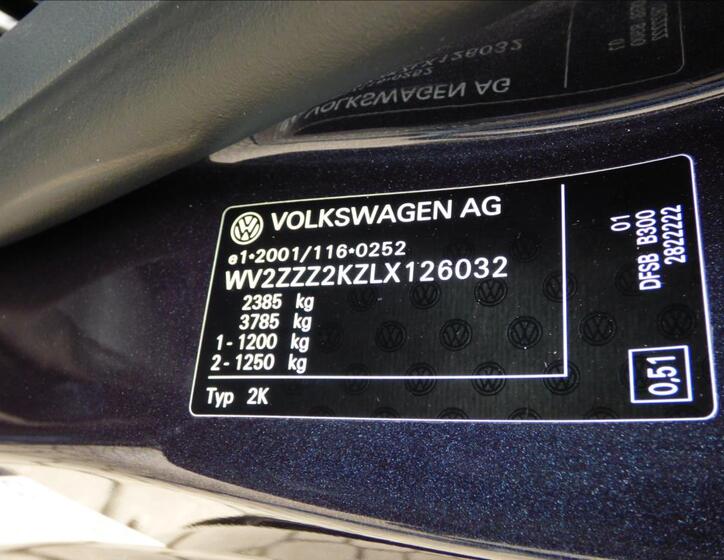 VOLKSWAGEN AG
e1*2001/116*0252
WV2ZZZ2KZLX126032
2385 kg
3785 kg
1 - 1200 kg
2 - 1250 kg
Typ 2K
01
DFSB B300
2822222
0,51